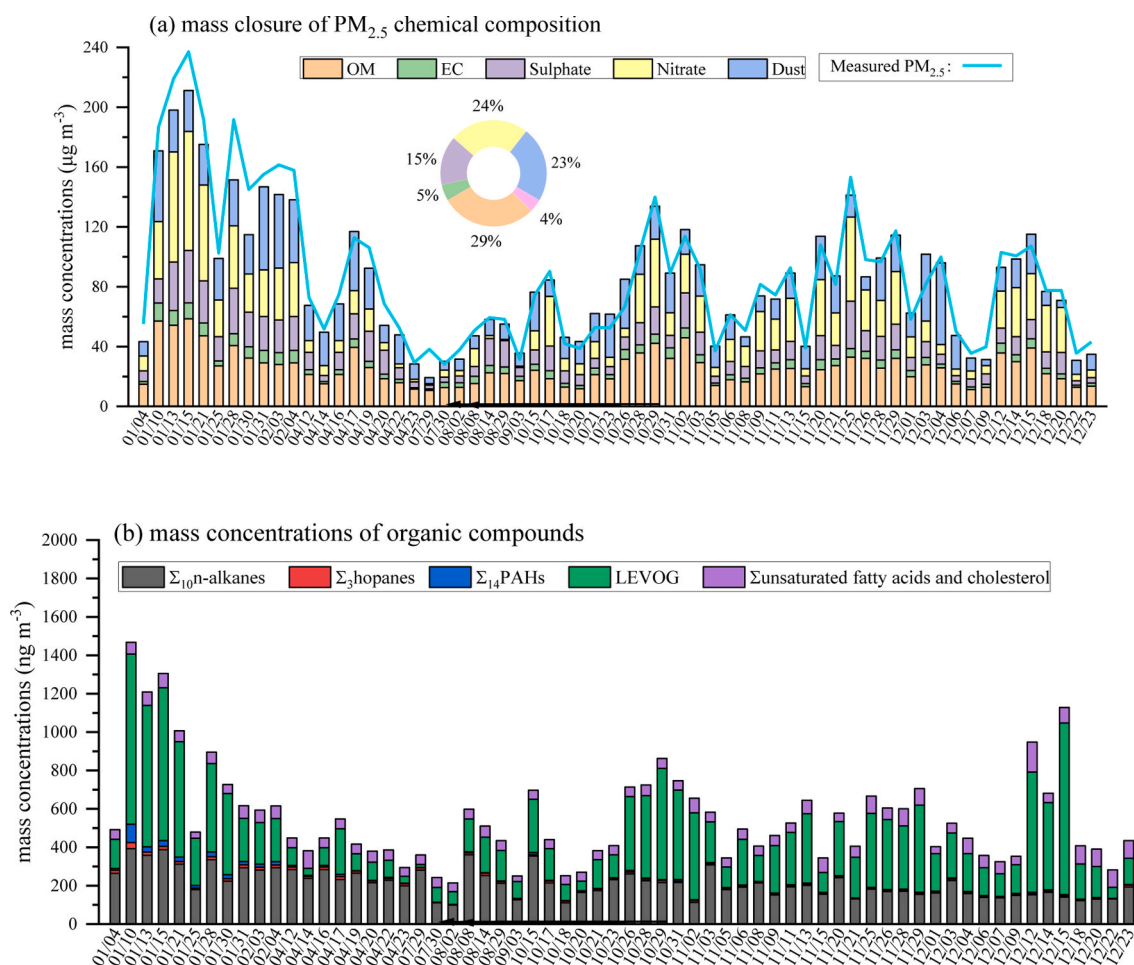 (a) mass closure of PM2.5 chemical composition
240
200
160
120
80
40
0
mass concentrations (μg m-3)
OM EC Sulphate Nitrate Dust
Measured PM2.5:
24%
15%
23%
5%
4%
29%
01/04 01/10 01/13 01/15 01/21 01/25 01/28 01/30 01/31 02/03 02/04 04/12 04/14 04/16 04/17 04/19 04/20 04/22 04/23 07/29 07/30 08/02 08/08 08/14 08/29 09/03 10/15 10/17 10/18 10/20 10/21 10/23 10/26 10/28 10/29 10/31 11/02 11/03 11/05 11/06 11/08 11/09 11/11 11/13 11/15 11/20 11/21 11/25 11/26 11/28 11/29 12/01 12/03 12/04 12/06 12/07 12/09 12/12 12/14 12/15 12/18 12/20 12/22 12/23
(b) mass concentrations of organic compounds
2000
1800
1600
1400
1200
1000
800
600
400
200
0
mass concentrations (ng m-3)
Σ10n-alkanes Σ3hopanes Σ14PAHs LEVOG Σunsaturated fatty acids and cholesterol
01/04 01/10 01/13 01/15 01/21 01/25 01/28 01/30 01/31 02/03 02/04 04/12 04/14 04/16 04/17 04/19 04/20 04/22 04/23 07/29 07/30 08/02 08/08 08/14 08/29 09/03 10/15 10/17 10/18 10/20 10/21 10/23 10/26 10/28 10/29 10/31 11/02 11/03 11/05 11/06 11/08 11/09 11/11 11/13 11/15 11/20 11/21 11/25 11/26 11/28 11/29 12/01 12/03 12/04 12/06 12/07 12/09 12/12 12/14 12/15 12/18 12/20 12/22 12/23